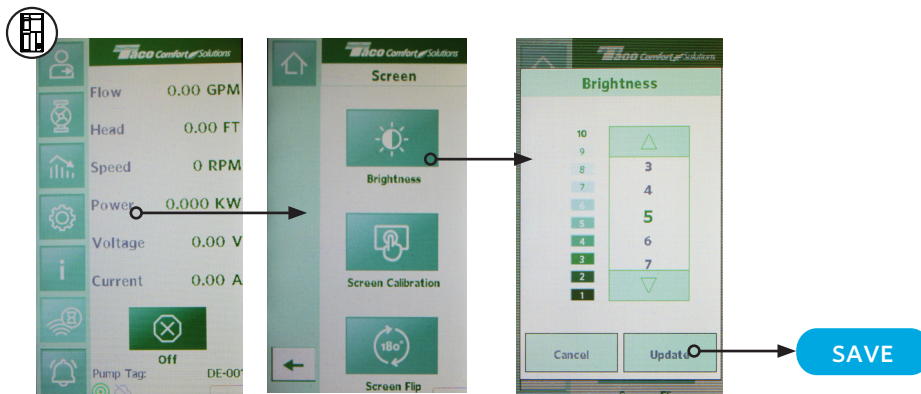 Taco Comfort Solutions
Flow 0.00 GPM
Head 0.00 FT
Speed 0 RPM
Power 0.000 KW
Voltage 0.00 V
Current 0.00 A
Off
Pump Tag: DE-00
i
Taco Comfort Solutions
Screen
Brightness
Screen Calibration
180°
Screen Flip
Taco Comfort Solutions
Brightness
10
9
8
7
6
5
4
3
2
1
3
4
5
6
7
Cancel
Update
SAVE